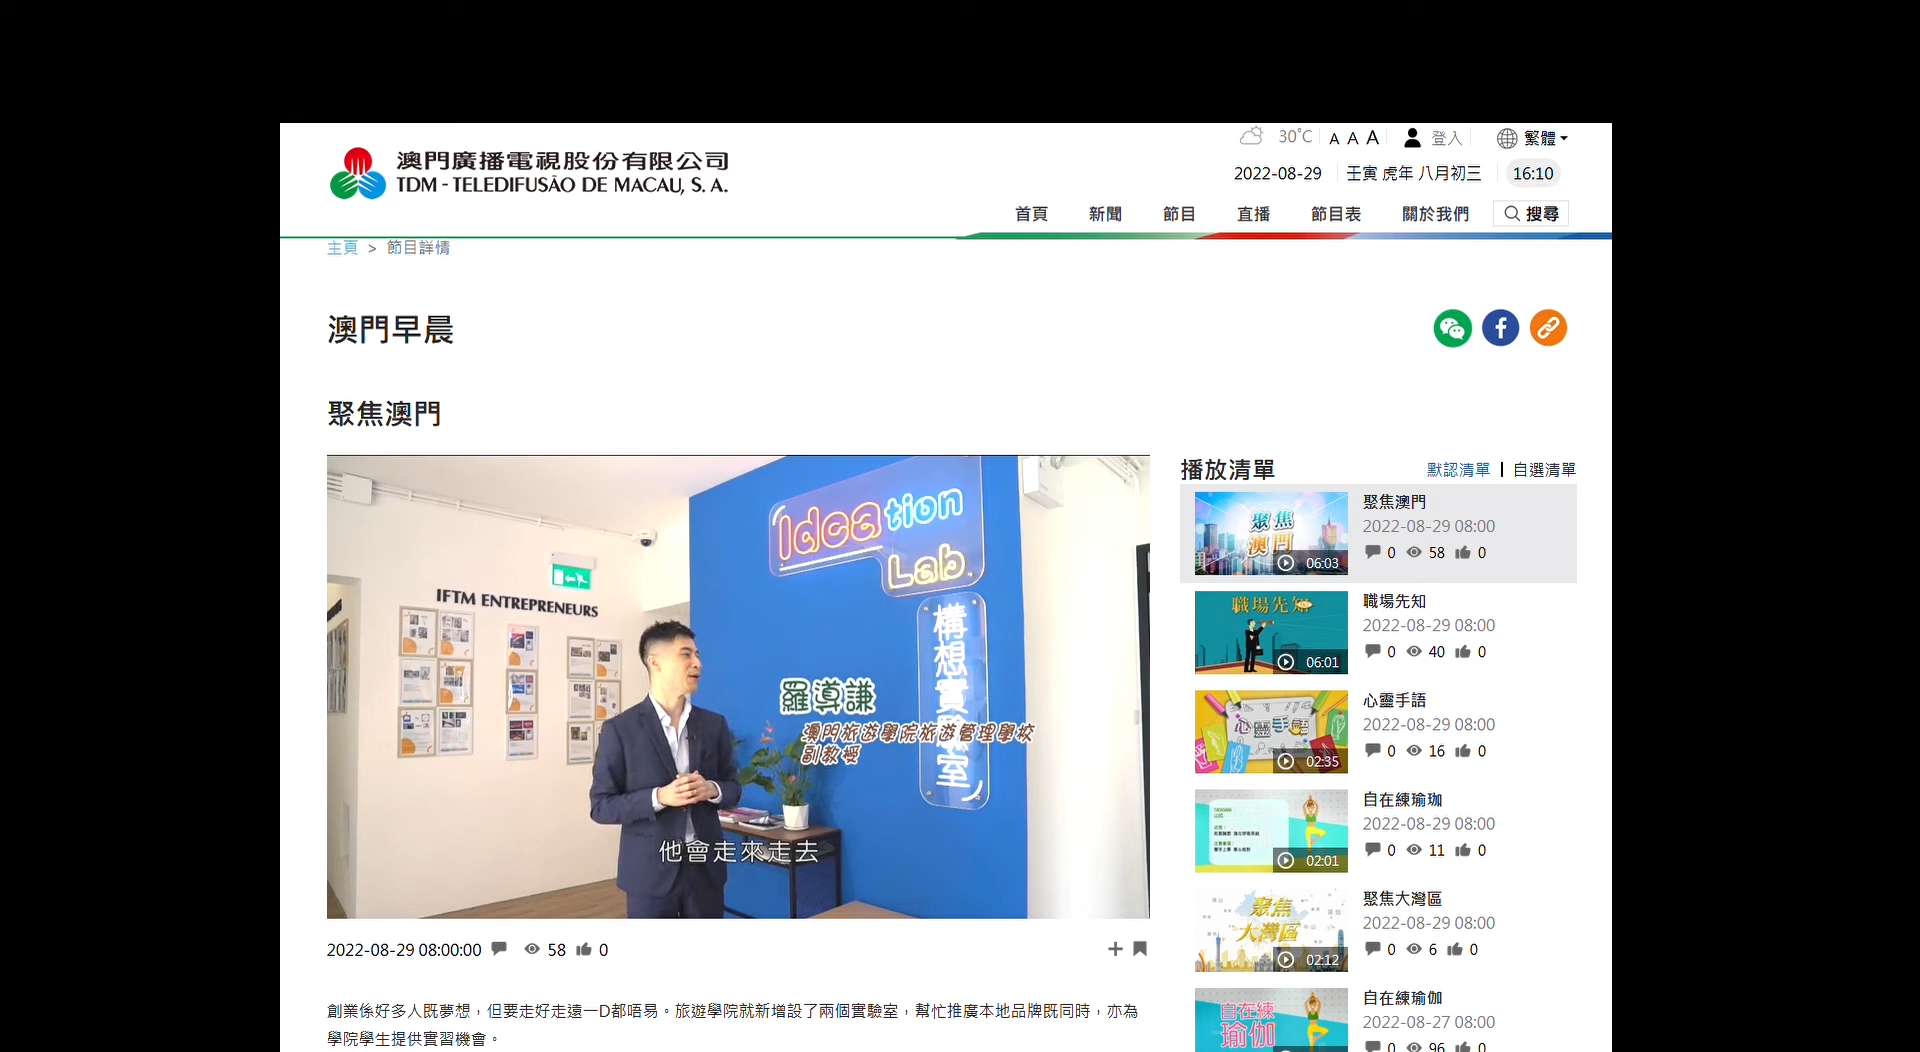 澳門廣播電視股份有限公司
TDM - TELEDIFUSÃO DE MACAU, S. A.
30°C A A A 登入 繁體
2022-08-29 壬寅 虎年 八月初三 16:10
首頁 新聞 節目 直播 節目表 關於我們 搜尋
主頁 > 節目詳情
澳門早晨
聚焦澳門
Ideation
Lab
構想實驗室
IFTM ENTREPRENEURS
羅導謙
澳門旅遊學院旅遊管理學校
副教授
他會走來走去
2022-08-29 08:00:00 58 0
創業係好多人既夢想，但要走好走遠一D都唔易。旅遊學院就新增設了兩個實驗室，幫忙推廣本地品牌既同時，亦為
學院學生提供實習機會。
播放清單 默認清單 | 自選清單
聚焦
澳門
06:03
聚焦澳門
2022-08-29 08:00
0 58 0
職場先知
06:01
職場先知
2022-08-29 08:00
0 40 0
心靈手語
02:35
心靈手語
2022-08-29 08:00
0 16 0
02:01
自在練瑜珈
2022-08-29 08:00
0 11 0
聚焦
大灣區
02:12
聚焦大灣區
2022-08-29 08:00
0 6 0
自在練
瑜伽
自在練瑜伽
2022-08-27 08:00
0 96 0